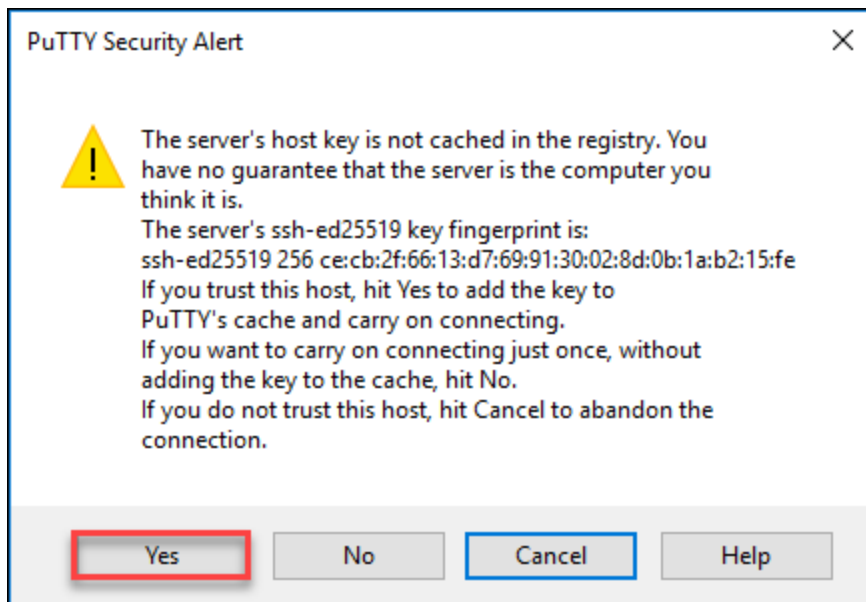 PuTTY Security Alert
The server's host key is not cached in the registry. You
have no guarantee that the server is the computer you
think it is.
The server's ssh-ed25519 key fingerprint is:
ssh-ed25519 256 ce:cb:2f:66:13:d7:69:91:30:02:8d:0b:1a:b2:15:fe
If you trust this host, hit Yes to add the key to
PuTTY's cache and carry on connecting.
If you want to carry on connecting just once, without
adding the key to the cache, hit No.
If you do not trust this host, hit Cancel to abandon the
connection.
Yes No Cancel Help